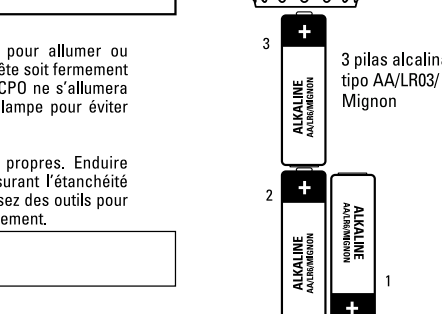 pour allumer ou
ête soit fermement
CPO ne s’allumera
lampe pour éviter
propres. Enduire
surant l’étanchéité
sez des outils pour
ement.
3
+
ALKALINE
AA/LR6/MIGNON
3 pilas alcalina
tipo AA/LR03/
Mignon
2
+
ALKALINE
AA/LR6/MIGNON
ALKALINE
AA/LR6/MIGNON
1
+